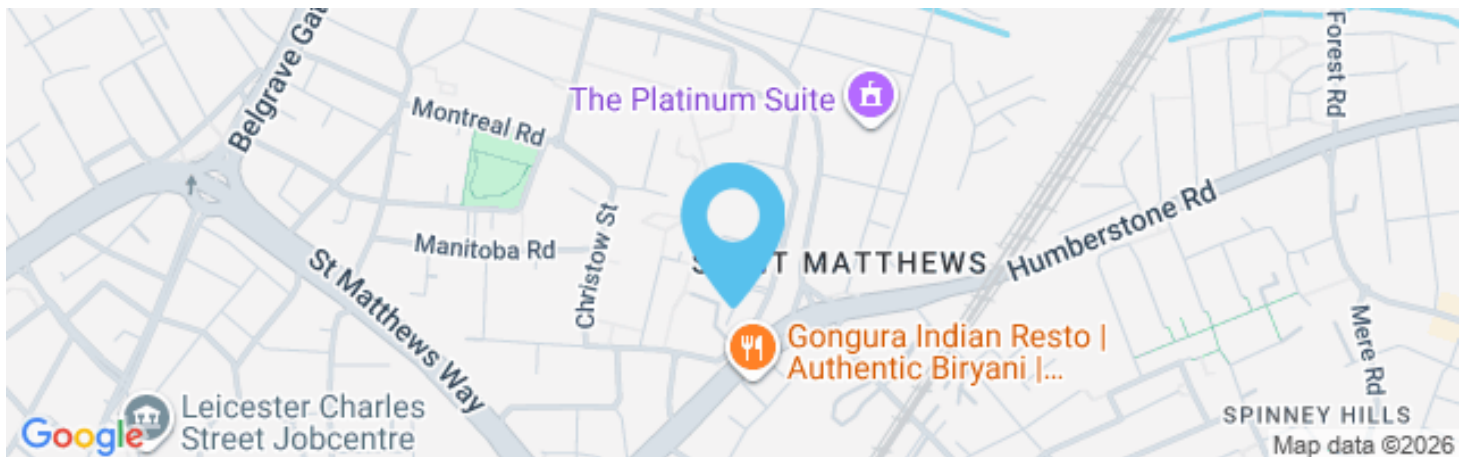 Belgrave Gat
Montreal Rd
The Platinum Suite
Forest Rd
Manitoba Rd
Christow St
MATTHEWS
Humberstone Rd
St Matthews Way
Gongura Indian Resto |
Authentic Biryani |...
Mere Rd
Leicester Charles
Street Jobcentre
SPINNEY HILLS
Google
Map data ©2026